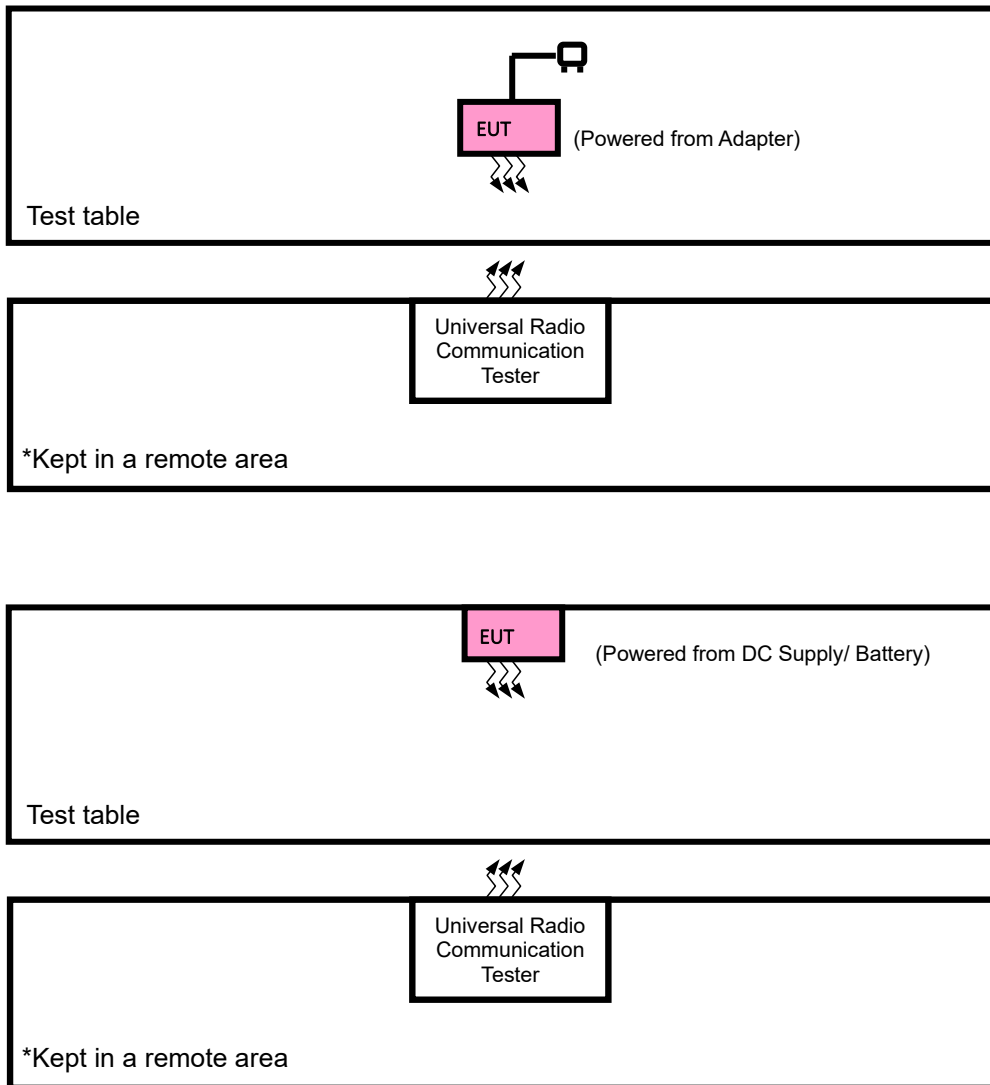 EUT
(Powered from Adapter)
Test table
Universal Radio
Communication
Tester
*Kept in a remote area
EUT
(Powered from DC Supply/ Battery)
Test table
Universal Radio
Communication
Tester
*Kept in a remote area